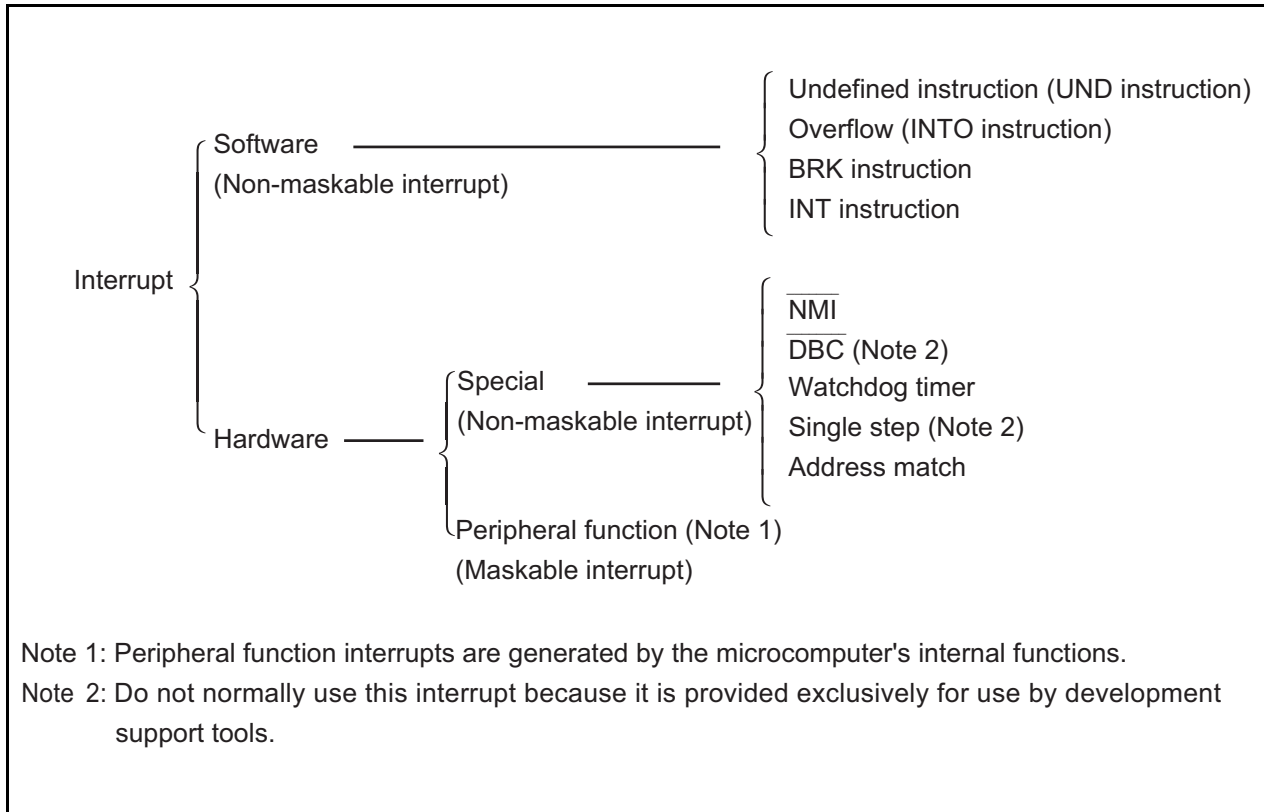 Undefined instruction (UND instruction)
Overflow (INTO instruction)
BRK instruction
INT instruction
Software
(Non-maskable interrupt)
Interrupt
NMI
DBC (Note 2)
Watchdog timer
Single step (Note 2)
Address match
Special
(Non-maskable interrupt)
Hardware
Peripheral function (Note 1)
(Maskable interrupt)
Note 1: Peripheral function interrupts are generated by the microcomputer's internal functions.
Note 2: Do not normally use this interrupt because it is provided exclusively for use by development
support tools.